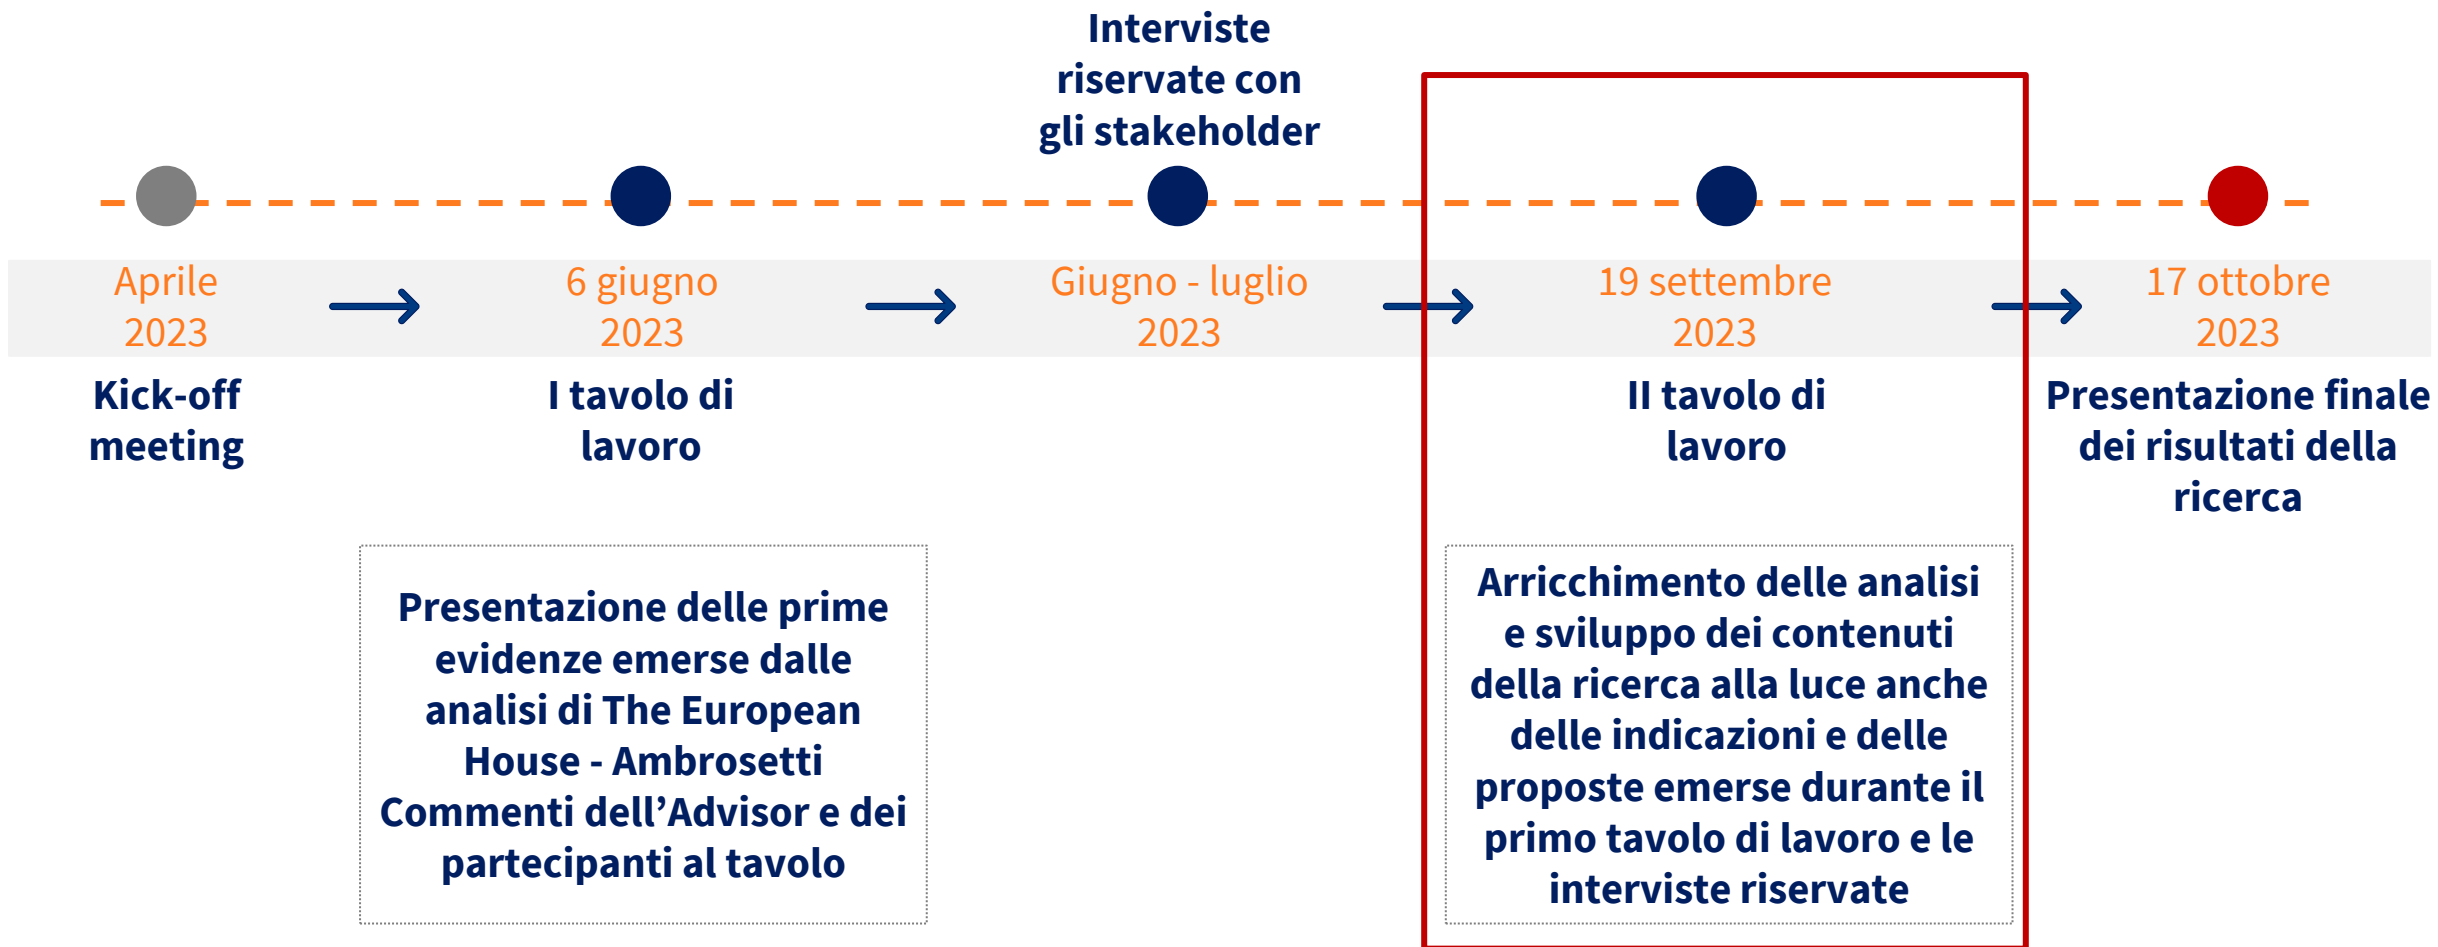 Interviste
riservate con
gli stakeholder
Aprile
2023
6 giugno
2023
Giugno - luglio
2023
19 settembre
2023
17 ottobre
2023
Kick-off
meeting
I tavolo di
lavoro
II tavolo di
lavoro
Presentazione finale
dei risultati della
ricerca
Presentazione delle prime
evidenze emerse dalle
analisi di The European
House - Ambrosetti
Commenti dell’Advisor e dei
partecipanti al tavolo
Arricchimento delle analisi
e sviluppo dei contenuti
della ricerca alla luce anche
delle indicazioni e delle
proposte emerse durante il
primo tavolo di lavoro e le
interviste riservate